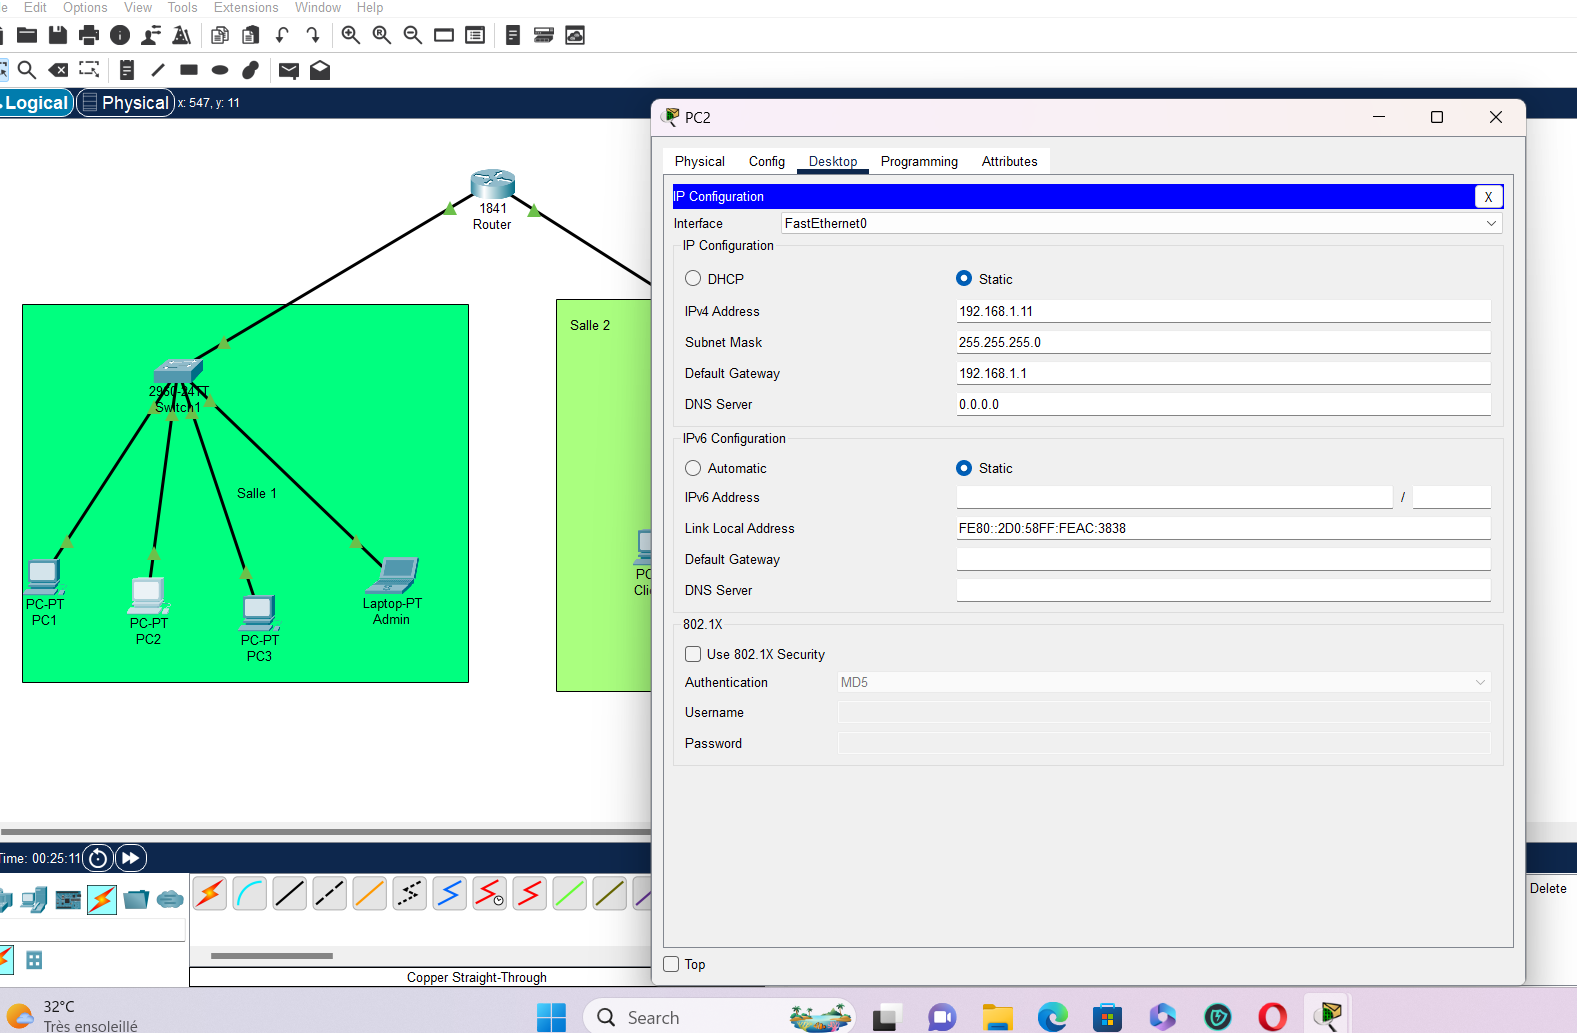 Edit Options View Tools Extensions Window Help
Logical Physical x: 547, y: 11
1841
Router
Salle 2
2960-24TT
Switch1
Salle 1
PC-PT
PC1
PC-PT
PC2
PC-PT
PC3
Laptop-PT
Admin
PC2
Physical Config Desktop Programming Attributes
IP Configuration X
Interface FastEthernet0
IP Configuration
DHCP Static
IPv4 Address 192.168.1.11
Subnet Mask 255.255.255.0
Default Gateway 192.168.1.1
DNS Server 0.0.0.0
IPv6 Configuration
Automatic Static
IPv6 Address /
Link Local Address FE80::2D0:58FF:FEAC:3838
Default Gateway
DNS Server
802.1X
Use 802.1X Security
Authentication MD5
Username
Password
Top
Time: 00:25:11
Delete
Copper Straight-Through
32°C
Très ensoleillé
Search